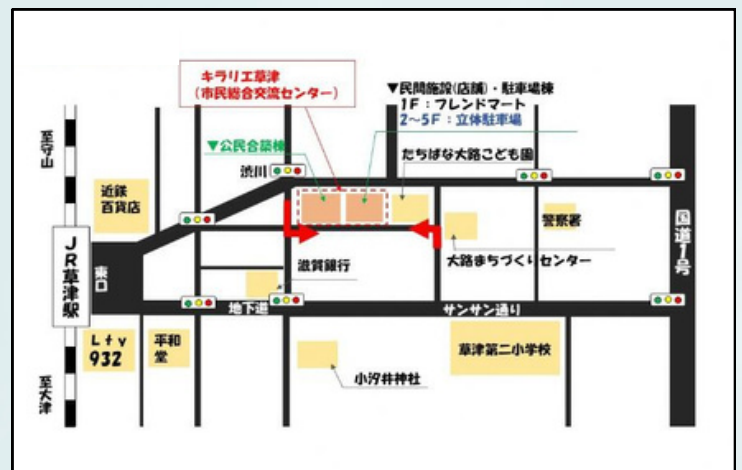 キラリエ草津
(市民総合交流センター)
▼民間施設(店舗)・駐車場棟
1F：フレンドマート
2～5F：立体駐車場
▼公民合築棟
たちばな大路こども園
至守山
渋川
近鉄
百貨店
警察署
国道1号
JR草津駅
東口
大路まちづくりセンター
滋賀銀行
地下道
サンサン通り
Lty
932
平和
堂
草津第二小学校
小汐井神社
至大津